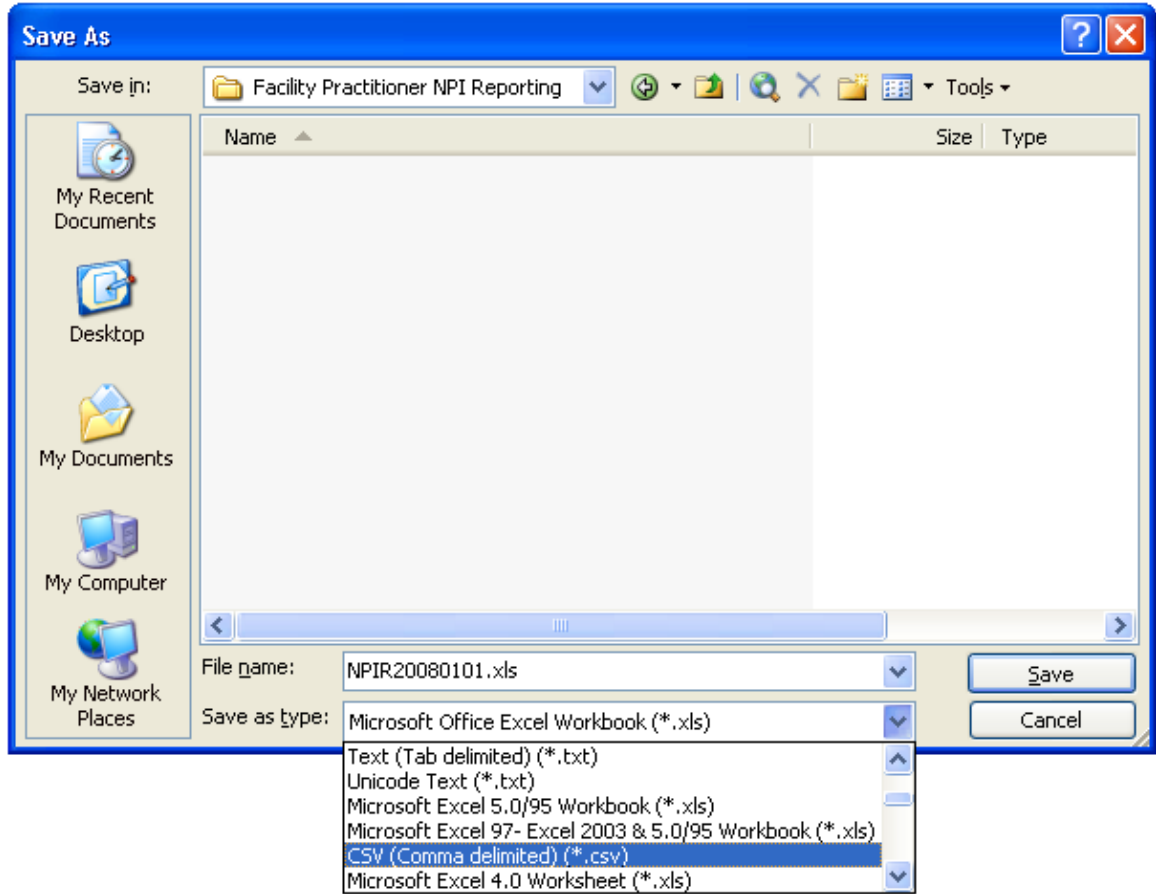 Save As
Save in:
Facility Practitioner NPI Reporting
Tools
Name
Size
Type
My Recent
Documents
Desktop
My Documents
My Computer
My Network
Places
File name:
NPIR20080101.xls
Save
Save as type:
Microsoft Office Excel Workbook (*.xls)
Cancel
Text (Tab delimited) (*.txt)
Unicode Text (*.txt)
Microsoft Excel 5.0/95 Workbook (*.xls)
Microsoft Excel 97- Excel 2003 & 5.0/95 Workbook (*.xls)
CSV (Comma delimited) (*.csv)
Microsoft Excel 4.0 Worksheet (*.xls)